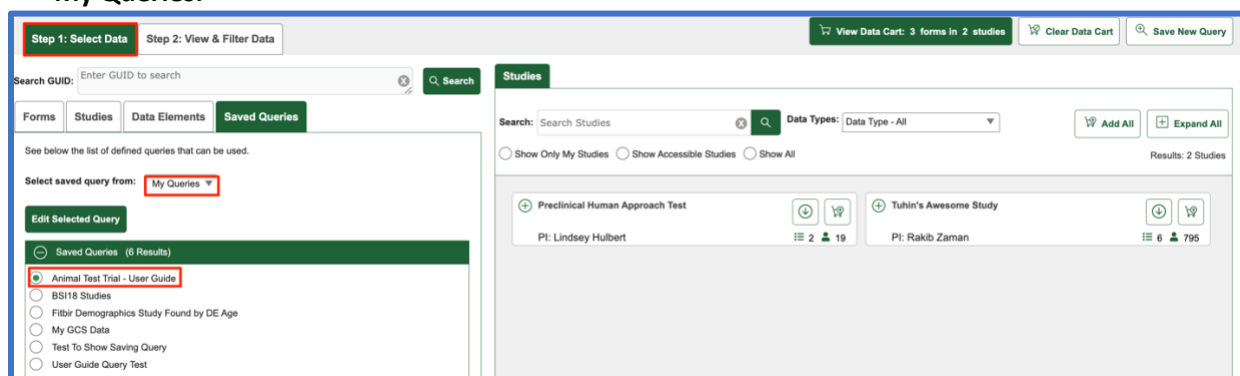 My Queries.
Step 1: Select Data Step 2: View & Filter Data
View Data Cart: 3 forms in 2 studies Clear Data Cart Save New Query
Search GUID: Enter GUID to search Search
Forms Studies Data Elements Saved Queries
See below the list of defined queries that can be used.
Select saved query from: My Queries
Edit Selected Query
Saved Queries (6 Results)
Animal Test Trial - User Guide
BSI18 Studies
Fitbir Demographics Study Found by DE Age
My GCS Data
Test To Show Saving Query
User Guide Query Test
Studies
Search: Search Studies Data Types: Data Type - All Add All Expand All
Show Only My Studies Show Accessible Studies Show All Results: 2 Studies
Preclinical Human Approach Test
PI: Lindsey Hulbert 2 19
Tuhin's Awesome Study
PI: Rakib Zaman 6 795